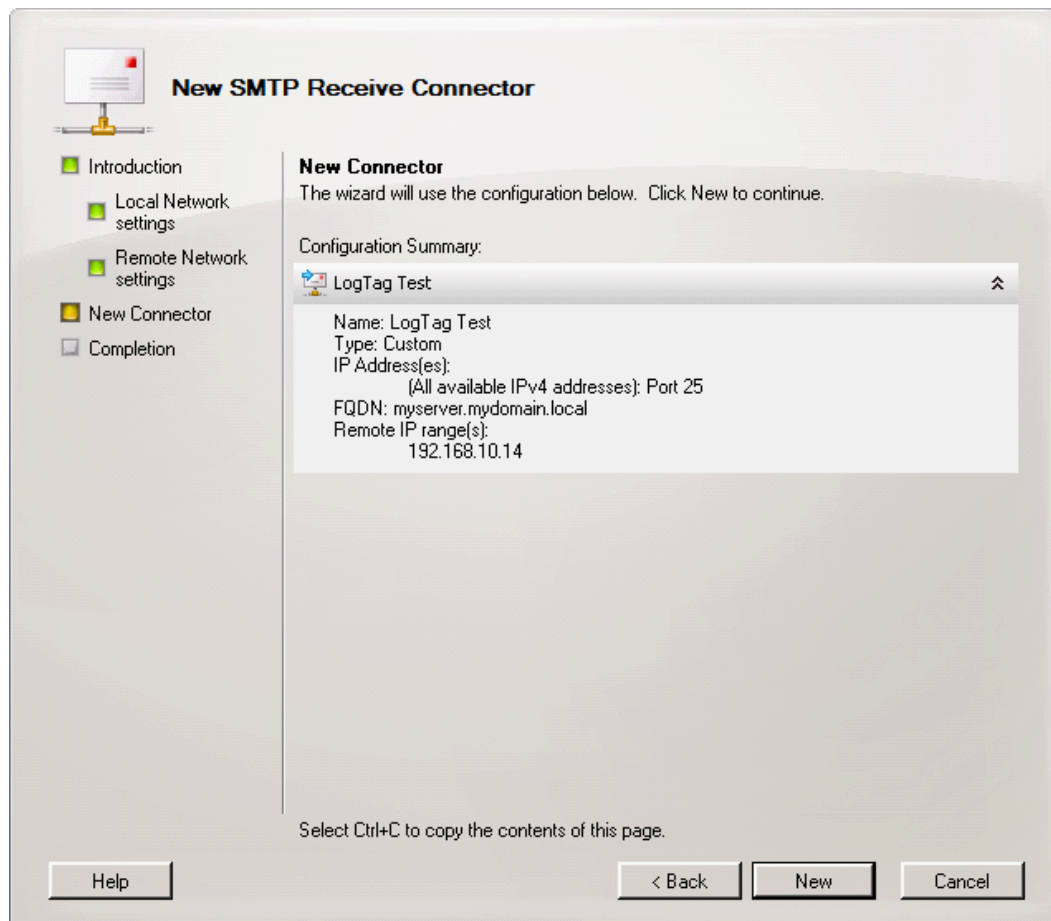 New SMTP Receive Connector
Introduction
Local Network
settings
Remote Network
settings
New Connector
Completion
New Connector
The wizard will use the configuration below.  Click New to continue.
Configuration Summary:
LogTag Test
Name: LogTag Test
Type: Custom
IP Address(es):
(All available IPv4 addresses): Port 25
FQDN: myserver.mydomain.local
Remote IP range(s):
192.168.10.14
Select Ctrl+C to copy the contents of this page.
Help
< Back
New
Cancel